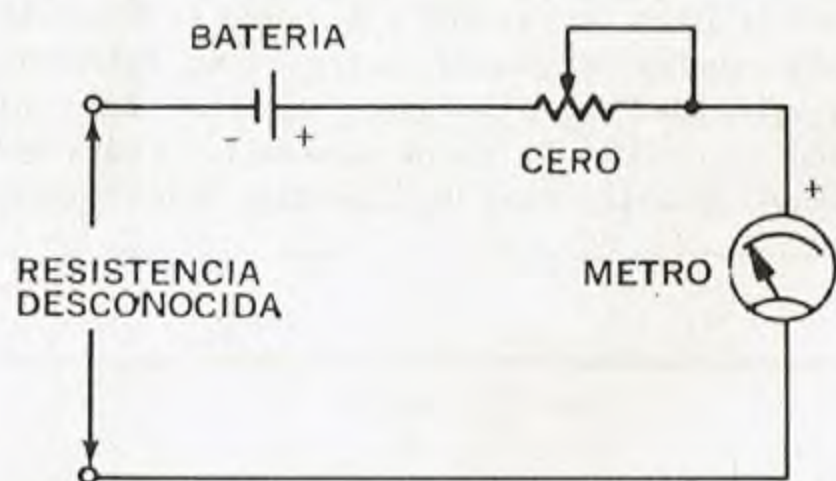 BATERIA
- +
CERO
+
METRO
RESISTENCIA
DESCONOCIDA